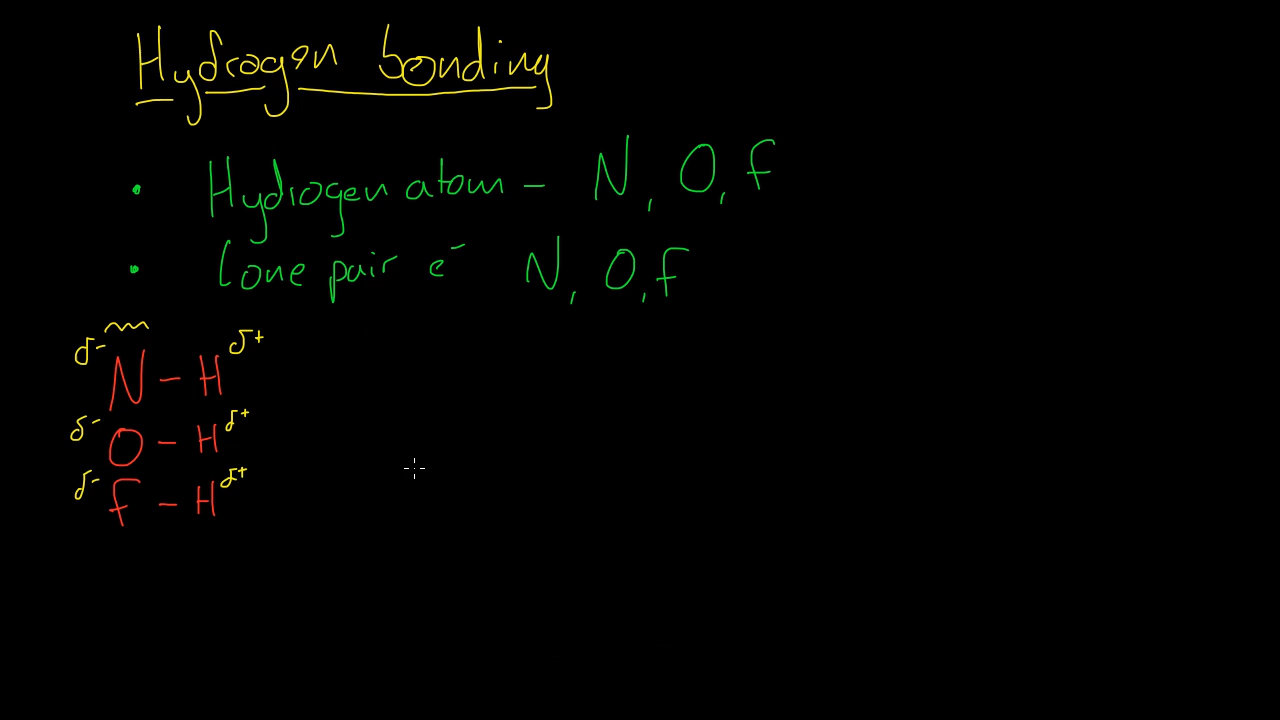 Hydrogen bonding
• Hydrogen atom – N, O, F
• Lone pair e⁻ N, O, F
δ⁻ N – H δ⁺
δ⁻ O – H δ⁺
δ⁻ F – H δ⁺